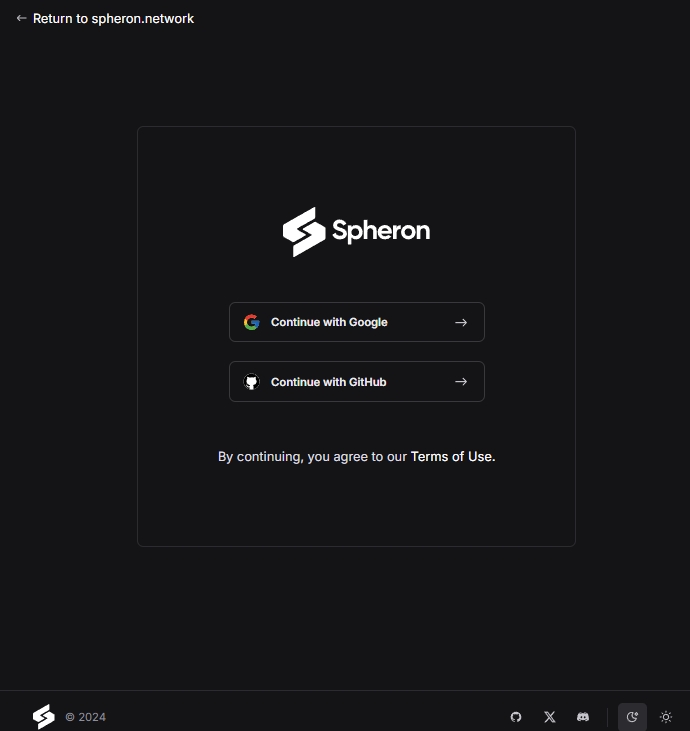 Return to spheron.network
Spheron
Continue with Google
Continue with GitHub
By continuing, you agree to our Terms of Use.
© 2024